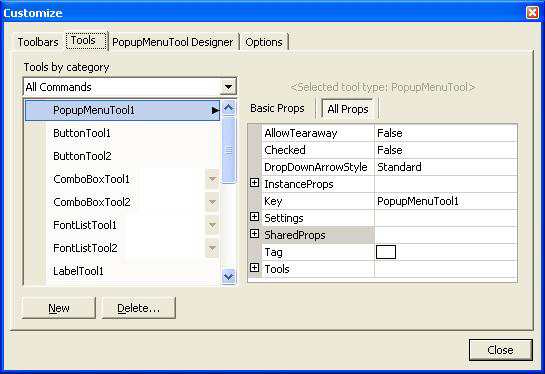 Customize
Toolbars Tools PopupMenuTool Designer Options
Tools by category
All Commands
<Selected tool type: PopupMenuTool>
Basic Props All Props
PopupMenuTool1
ButtonTool1
ButtonTool2
ComboBoxTool1
ComboBoxTool2
FontListTool1
FontListTool2
LabelTool1
AllowTearaway False
Checked False
DropDownArrowStyle Standard
InstanceProps
Key PopupMenuTool1
Settings
SharedProps
Tag
Tools
New Delete...
Close